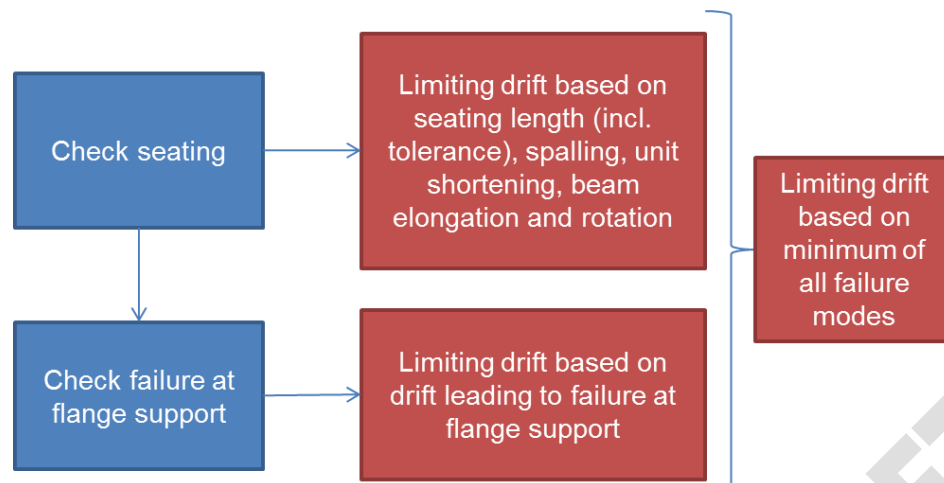 Check seating
Limiting drift based on
seating length (incl.
tolerance), spalling, unit
shortening, beam
elongation and rotation
Limiting drift
based on
minimum of
all failure
modes
Check failure at
flange support
Limiting drift based on
drift leading to failure at
flange support